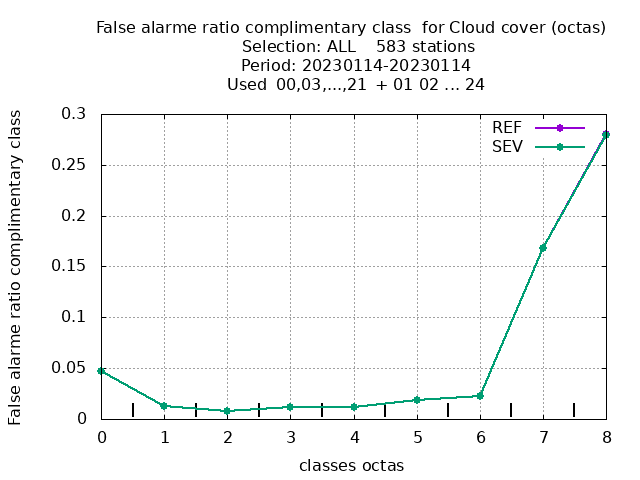 False alarme ratio complimentary class  for Cloud cover (octas)
Selection: ALL    583 stations
Period: 20230114-20230114
Used  00,03,...,21  + 01 02 ... 24
False alarme ratio complimentary class
0.3
0.25
0.2
0.15
0.1
0.05
0
REF
SEV
0 1 2 3 4 5 6 7 8
classes octas